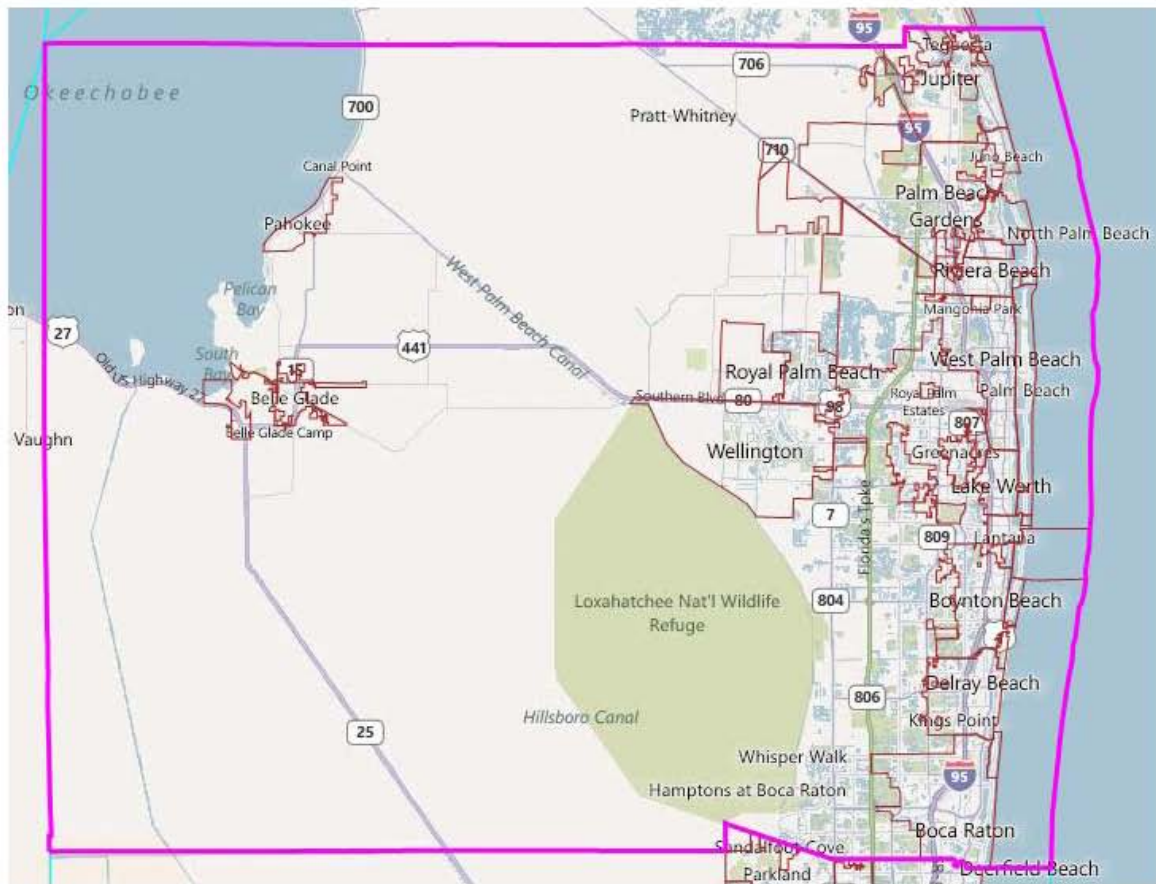 95
Tequesta
Jupiter
706
Okeechobee
700
Pratt-Whitney
95
710
Juno Beach
Canal Point
Palm Beach
Gardens
Pahokee
North Palm Beach
West Palm Beach Canal
Riviera Beach
Pelican
Bay
Mangonia Park
on
27
441
South
Bay
Old US Highway 27
15
Royal Palm Beach
West Palm Beach
Royal Palm
Estates
Palm Beach
Belle Glade
Southern Blvd
80
98
807
Vaughn
Belle Glade Camp
Wellington
Greenacres
Lake Worth
Florida's Tpke
7
809
Lantana
Loxahatchee Nat'l Wildlife
Refuge
804
Boynton Beach
Delray Beach
806
Hillsboro Canal
Kings Point
25
Whisper Walk
95
Hamptons at Boca Raton
Boca Raton
Sandalfoot Cove
Parkland
Deerfield Beach